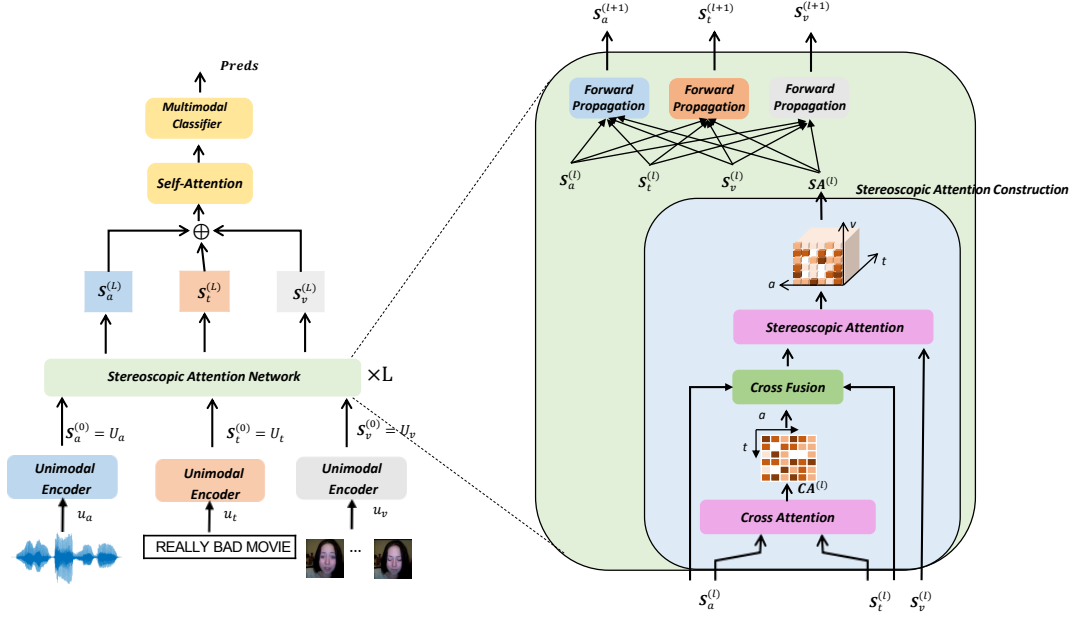 Preds
Multimodal
Classifier
Self-Attention
⊕
S_a^(L)
S_t^(L)
S_v^(L)
Stereoscopic Attention Network
×L
S_a^(0) = U_a
S_t^(0) = U_t
S_v^(0) = U_v
Unimodal
Encoder
Unimodal
Encoder
Unimodal
Encoder
u_a
u_t
u_v
REALLY BAD MOVIE
...
S_a^(l+1)
S_t^(l+1)
S_v^(l+1)
Forward
Propagation
Forward
Propagation
Forward
Propagation
S_a^(l)
S_t^(l)
S_v^(l)
SA^(l)
Stereoscopic Attention Construction
v
t
a
Stereoscopic Attention
Cross Fusion
a
t
CA^(l)
Cross Attention
S_a^(l)
S_t^(l)
S_v^(l)